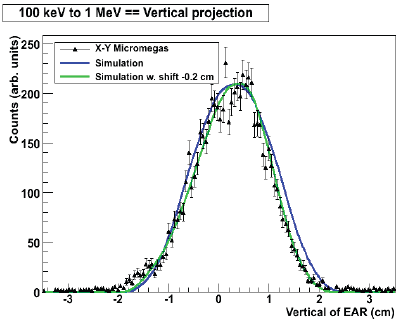 100 keV to 1 MeV == Vertical projection
X-Y Micromegas
Simulation
Simulation w. shift -0.2 cm
Counts (arb. units)
250
200
150
100
50
0
-3 -2 -1 0 1 2 3
Vertical of EAR (cm)